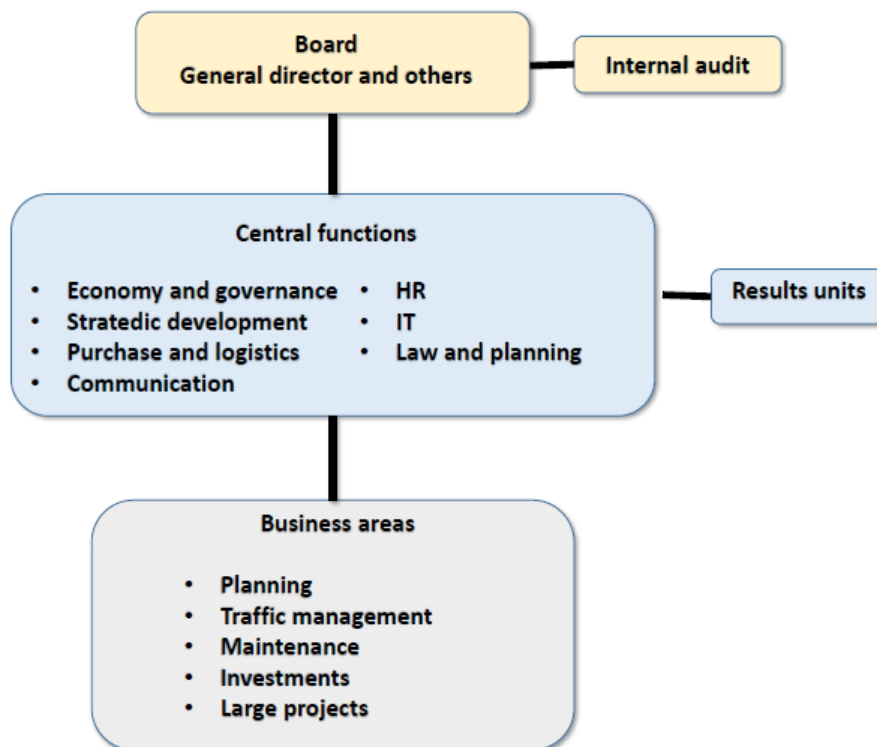 Board
General director and others
Internal audit
Central functions
• Economy and governance
• Stratedic development
• Purchase and logistics
• Communication
• HR
• IT
• Law and planning
Results units
Business areas
• Planning
• Traffic management
• Maintenance
• Investments
• Large projects